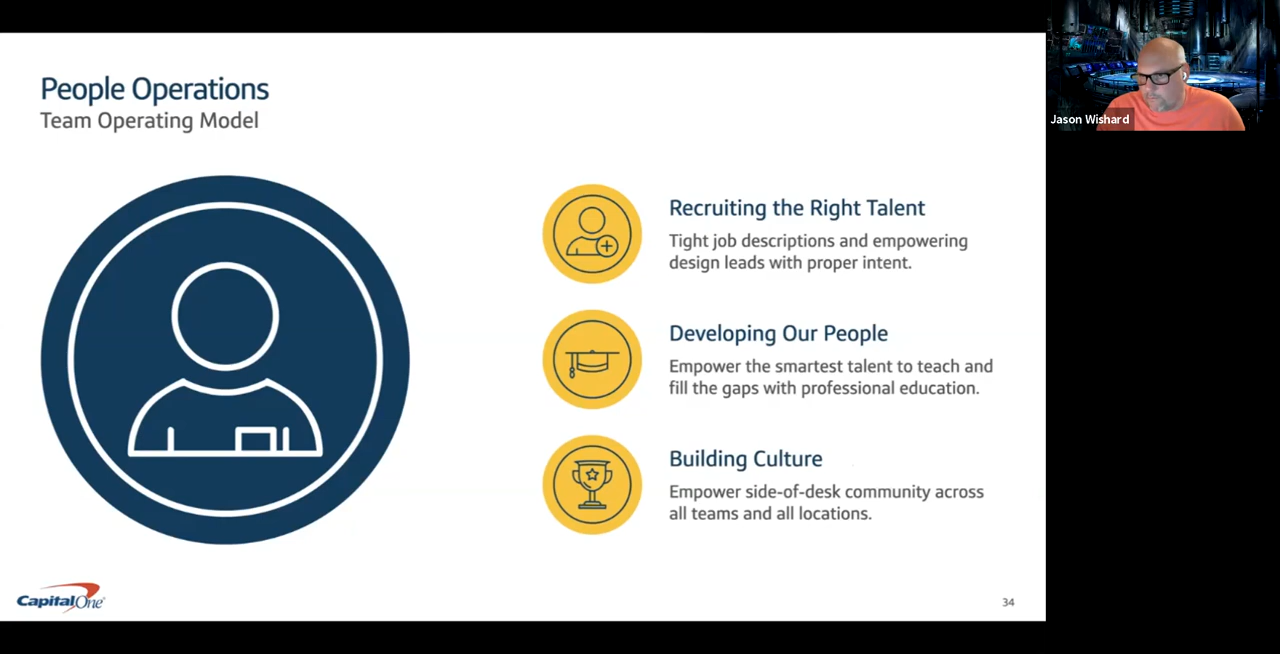 People Operations
Team Operating Model
Jason Wishard
Recruiting the Right Talent
Tight job descriptions and empowering
design leads with proper intent.
Developing Our People
Empower the smartest talent to teach and
fill the gaps with professional education.
Building Culture
Empower side-of-desk community across
all teams and all locations.
Capital One
34